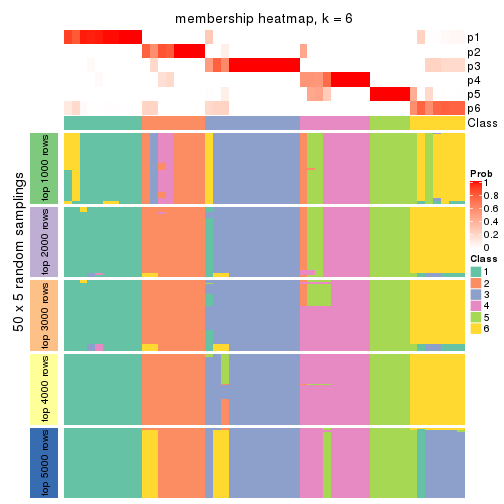 membership heatmap, k = 6
p1
p2
p3
p4
p5
p6
Class
50 x 5 random samplings
top 1000 rows
top 2000 rows
top 3000 rows
top 4000 rows
top 5000 rows
Prob
1
0.8
0.6
0.4
0.2
0
Class
1
2
3
4
5
6